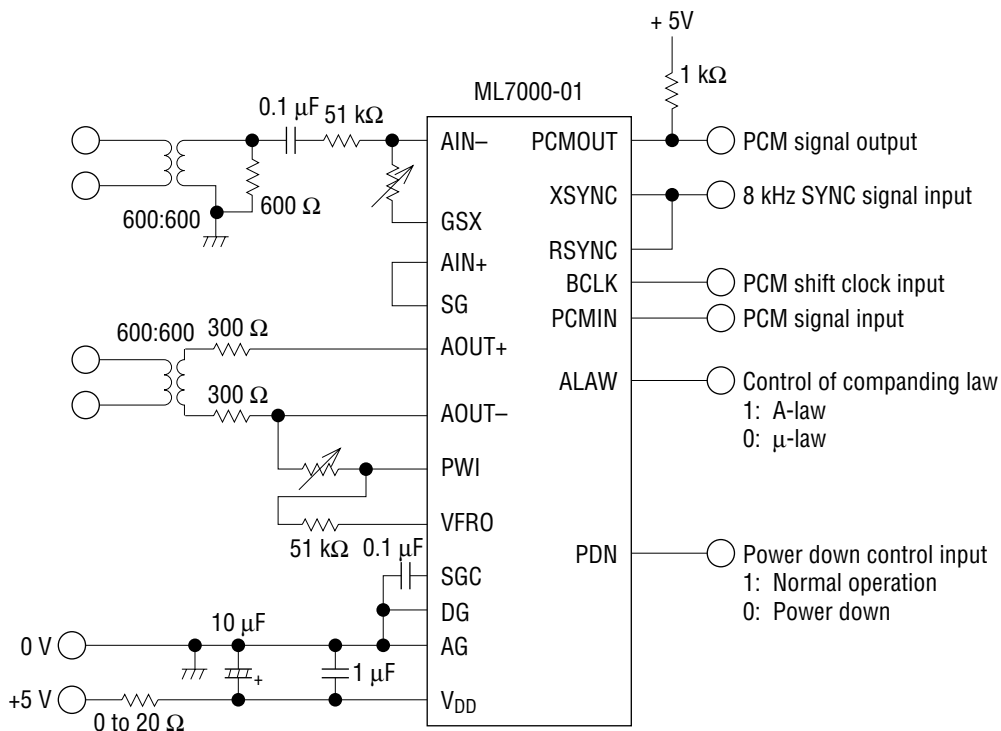 + 5V
1 kΩ
ML7000-01
0.1 μF
51 kΩ
600:600
600 Ω
AIN–
GSX
AIN+
SG
AOUT+
AOUT–
PWI
VFRO
SGC
DG
AG
VDD
PCMOUT
XSYNC
RSYNC
BCLK
PCMIN
ALAW
PDN
PCM signal output
8 kHz SYNC signal input
PCM shift clock input
PCM signal input
Control of companding law
1: A-law
0: μ-law
Power down control input
1: Normal operation
0: Power down
600:600
300 Ω
300 Ω
51 kΩ
0.1 μF
10 μF
+
1 μF
0 V
+5 V
0 to 20 Ω